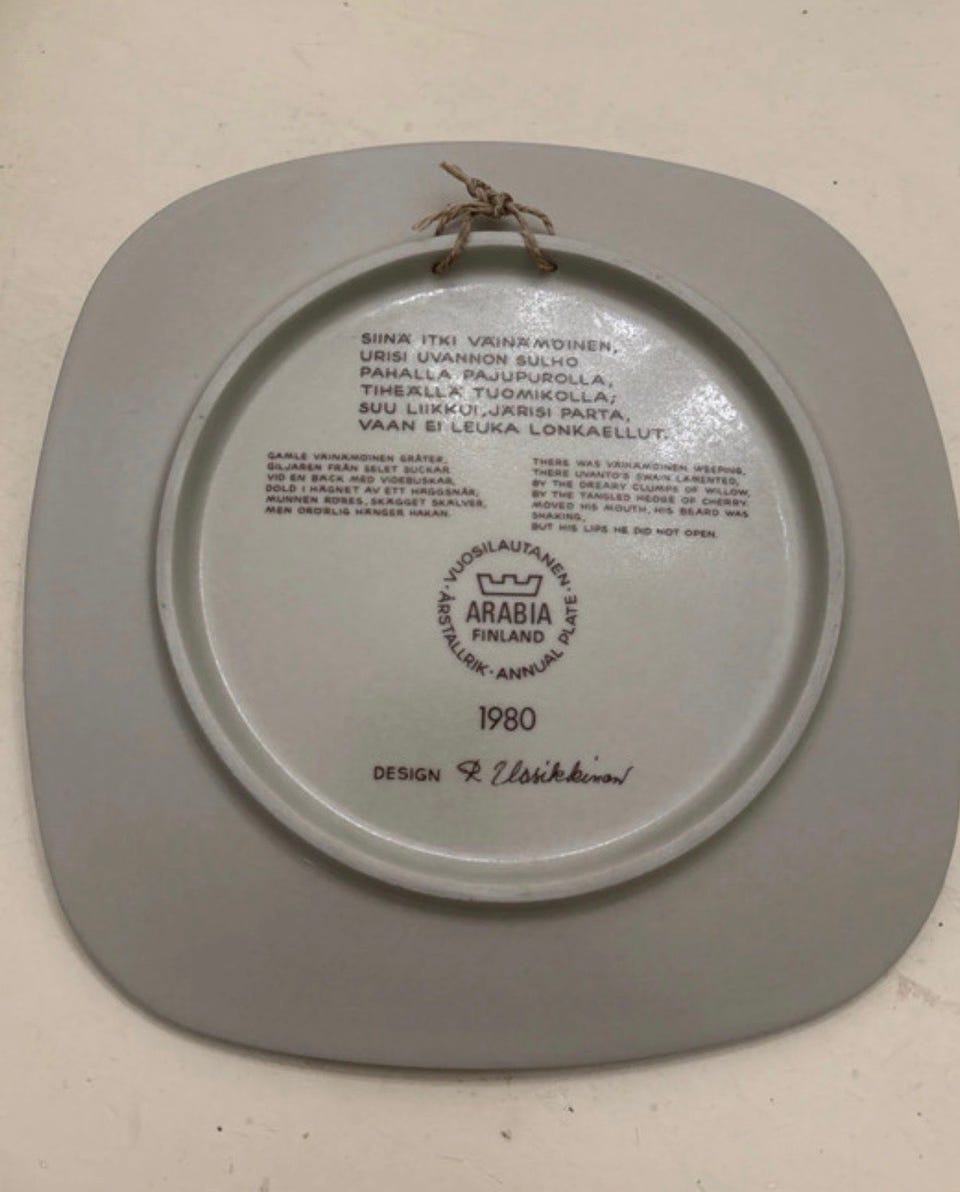 SIINÄ ITKI VÄINÄMÖINEN,
URISI UVANNON SULHO
PAHALLA PAJUPUROLLA,
TIHEÄLLÄ TUOMIKOLLA;
SUU LIIKKUI, JÄRISI PARTA,
VAAN EI LEUKA LONKAELLUT.
GAMLE VÄINÄMÖINEN GRÅTER,
GILJAREN FRÅN SELET SUCKAR
VID EN BÄCK MED VIDEBUSKAR,
DOLD I HÄGNET AV ETT HÄGGSNÅR,
MUNNEN RÖRES, SKÄGGET SKÄLVER,
MEN ORÖRLIG HÄNGER HAKAN.
THERE WAS VÄINÄMÖINEN WEEPING,
THERE UVANTO'S SWAIN LAMENTED,
BY THE DREARY CLUMPS OF WILLOW,
BY THE TANGLED HEDGE OF CHERRY.
MOVED HIS MOUTH, HIS BEARD WAS
SHAKING,
BUT HIS LIPS HE DID NOT OPEN.
VUOSILAUTANEN · ANNUAL PLATE · ÅRSTALLRIK ·
ARABIA
FINLAND
1980
DESIGN R. Uosikkinen